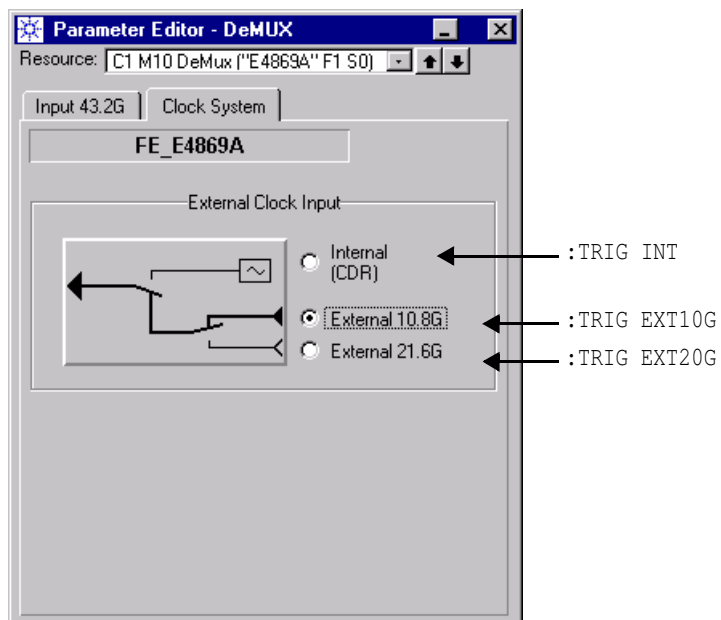 Parameter Editor - DeMUX
Resource: C1 M10 DeMux ("E4869A" F1 S0)
Input 43.2G Clock System
FE_E4869A
External Clock Input
Internal :TRIG INT
(CDR)
External 10.8G :TRIG EXT10G
External 21.6G :TRIG EXT20G